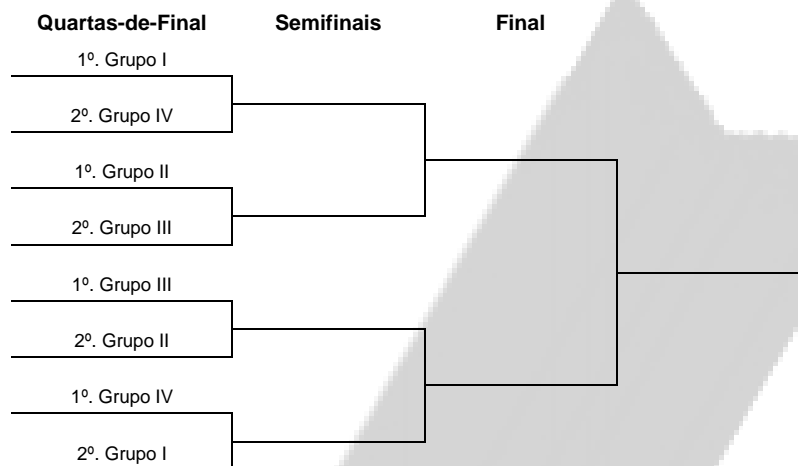 Quartas-de-Final Semifinais Final
1º. Grupo I
2º. Grupo IV
1º. Grupo II
2º. Grupo III
1º. Grupo III
2º. Grupo II
1º. Grupo IV
2º. Grupo I